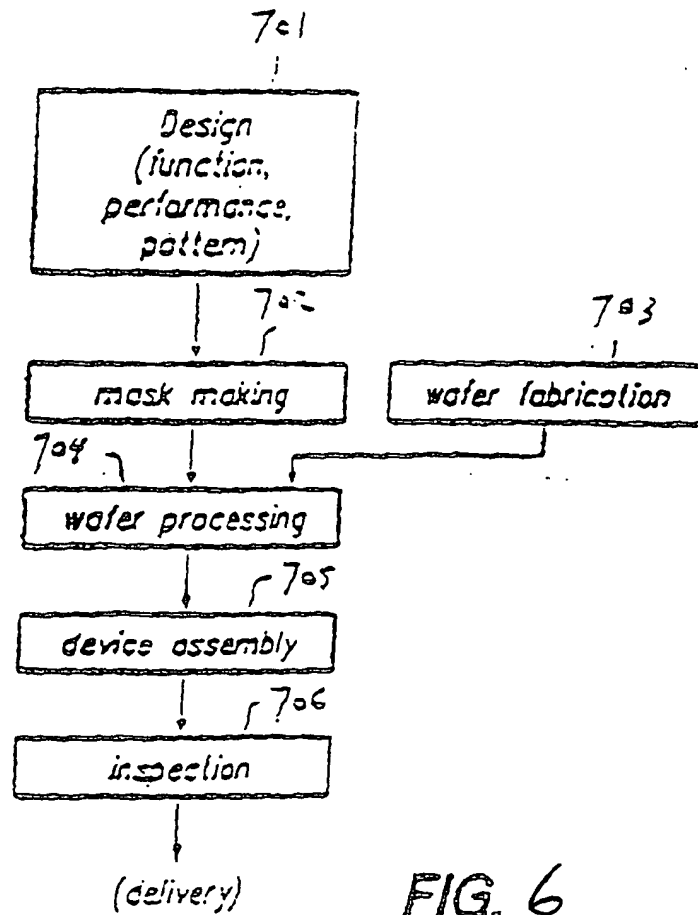 701
Design
(function,
performance,
pattern)
702
703
mask making
wafer fabrication
704
wafer processing
705
device assembly
706
inspection
(delivery)
FIG. 6